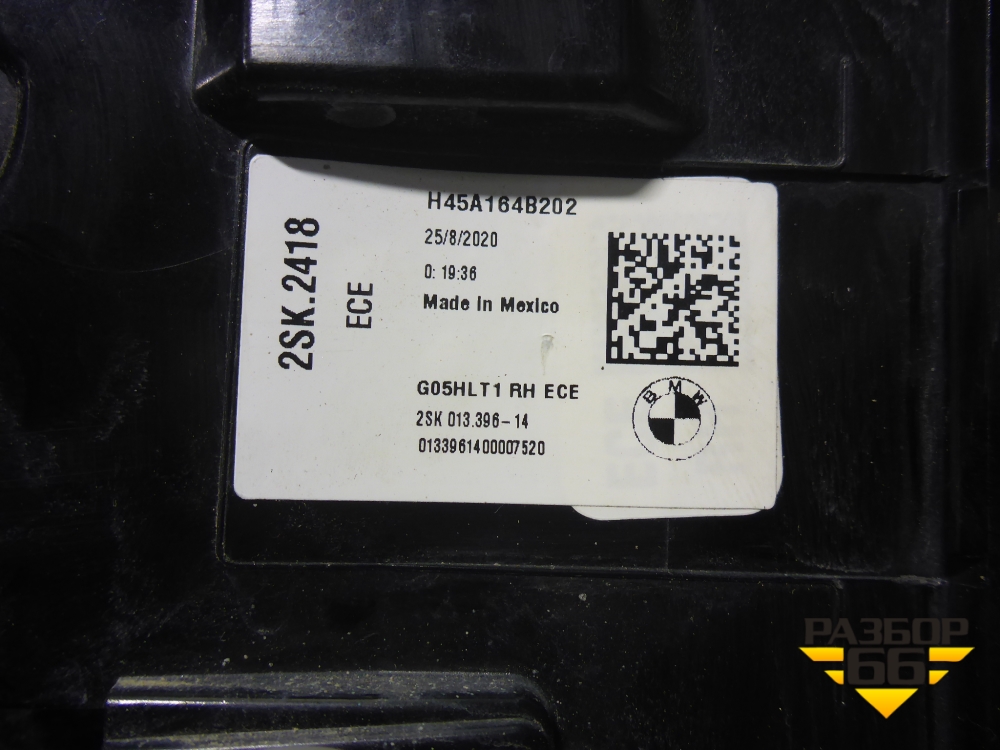 2SK.2418
ECE
H45A164B202
25/8/2020
0: 19:36
Made in Mexico
G05HLT1 RH ECE
2SK 013.396-14
0133961400007520
BMW
РАЗБОР
66